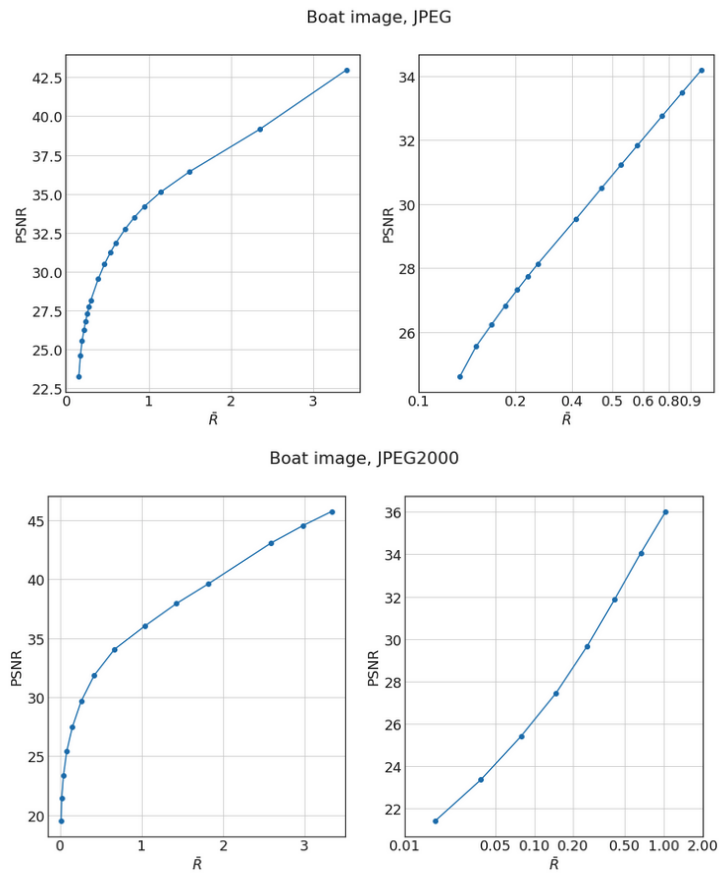 Boat image, JPEG
42.5
40.0
37.5
35.0
32.5
30.0
27.5
25.0
22.5
PSNR
0 1 2 3
R̄
34
32
30
28
26
PSNR
0.1 0.2 0.4 0.5 0.6 0.80.9
R̄
Boat image, JPEG2000
45
40
35
30
25
20
PSNR
0 1 2 3
R̄
36
34
32
30
28
26
24
22
PSNR
0.01 0.05 0.10 0.20 0.50 1.00 2.00
R̄